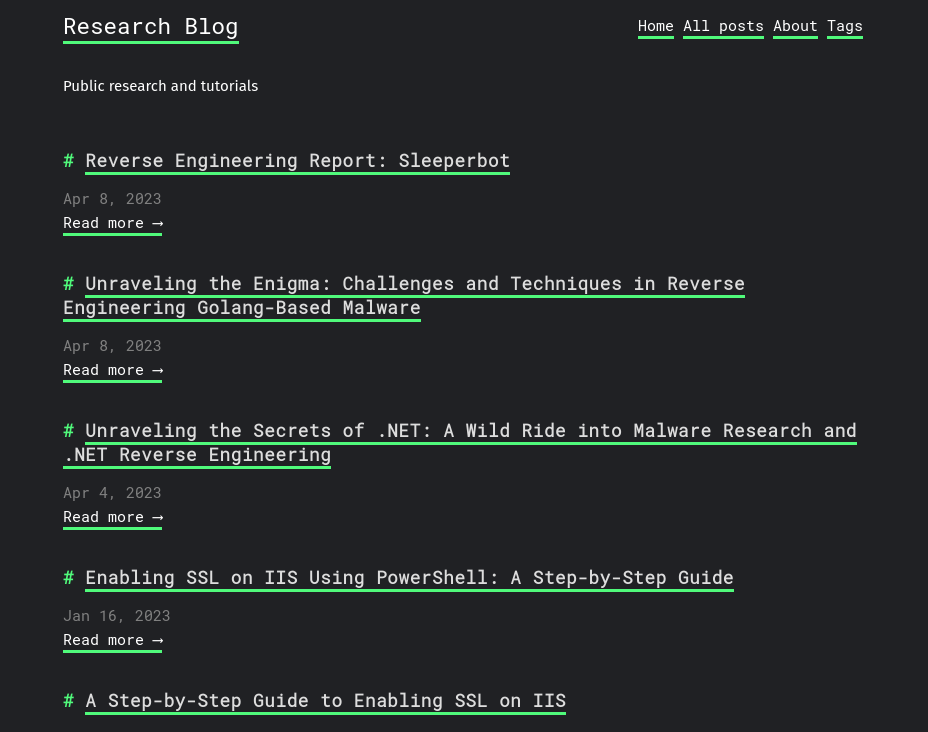 Research Blog
Home All posts About Tags
Public research and tutorials
# Reverse Engineering Report: Sleeperbot
Apr 8, 2023
Read more ⟶
# Unraveling the Enigma: Challenges and Techniques in Reverse
Engineering Golang-Based Malware
Apr 8, 2023
Read more ⟶
# Unraveling the Secrets of .NET: A Wild Ride into Malware Research and
.NET Reverse Engineering
Apr 4, 2023
Read more ⟶
# Enabling SSL on IIS Using PowerShell: A Step-by-Step Guide
Jan 16, 2023
Read more ⟶
# A Step-by-Step Guide to Enabling SSL on IIS